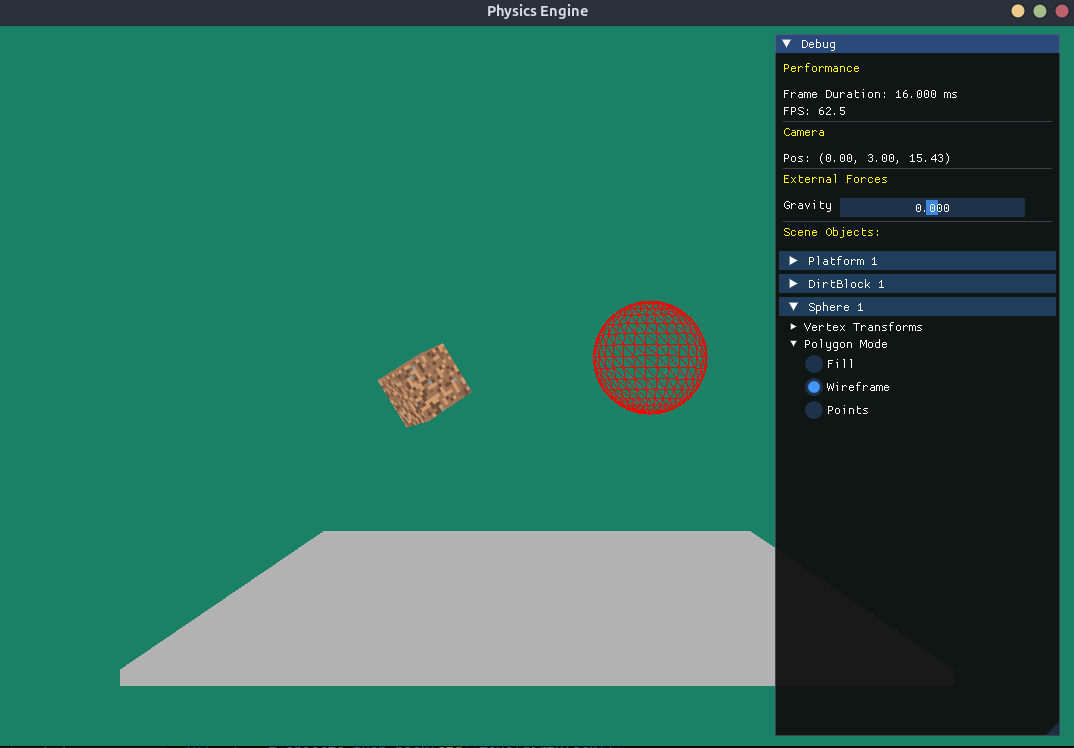 Physics Engine
Debug
Performance
Frame Duration: 16.000 ms
FPS: 62.5
Camera
Pos: (0.00, 3.00, 15.43)
External Forces
Gravity 0.000
Scene Objects:
Platform 1
DirtBlock 1
Sphere 1
Vertex Transforms
Polygon Mode
Fill
Wireframe
Points